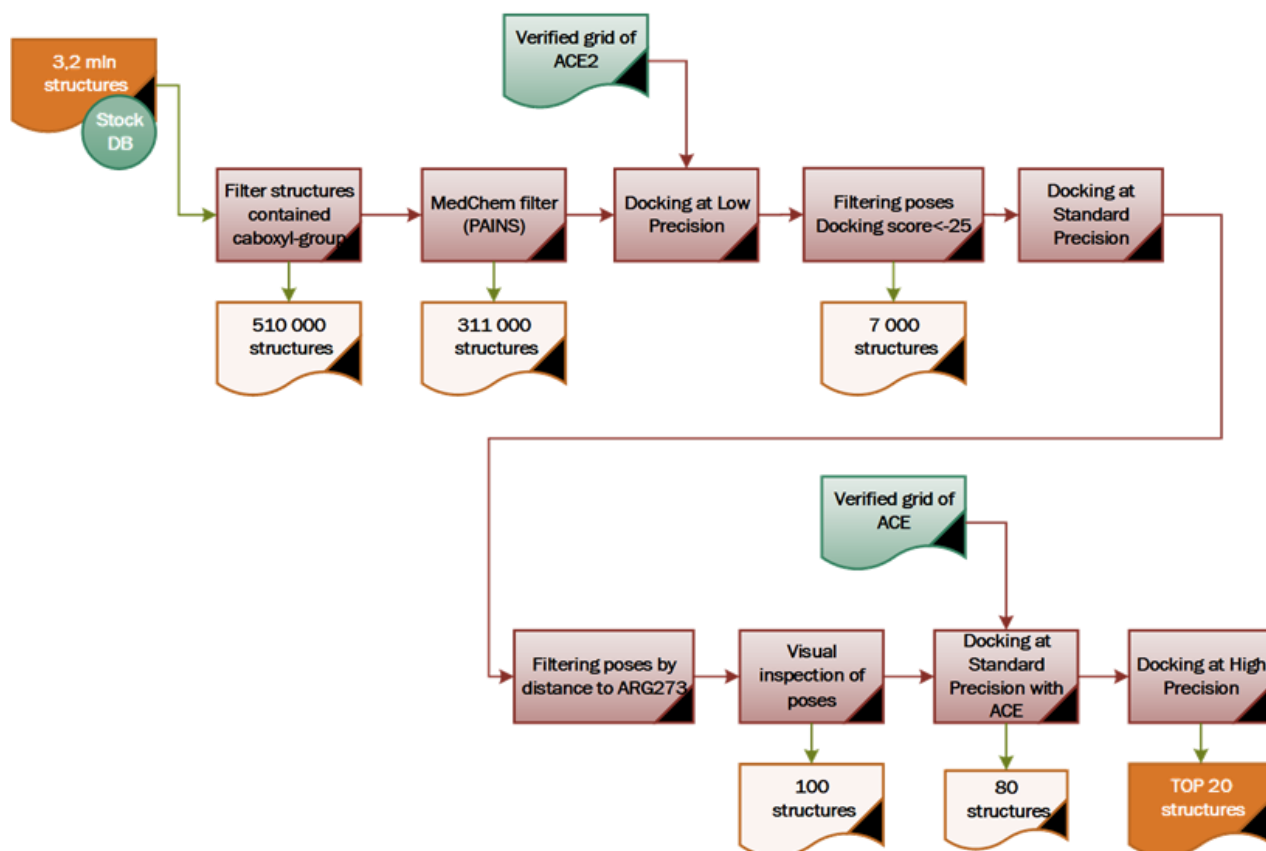 3,2 mln
structures
Stock
DB
Verified grid of
ACE2
Filter structures
contained
caboxyl-group
MedChem filter
(PAINS)
Docking at Low
Precision
Filtering poses
Docking score<-25
Docking at
Standard
Precision
510 000
structures
311 000
structures
7 000
structures
Verified grid of
ACE
Filtering poses by
distance to ARG273
Visual
inspection of
poses
Docking at
Standard
Precision with
ACE
Docking at High
Precision
100
structures
80
structures
TOP 20
structures